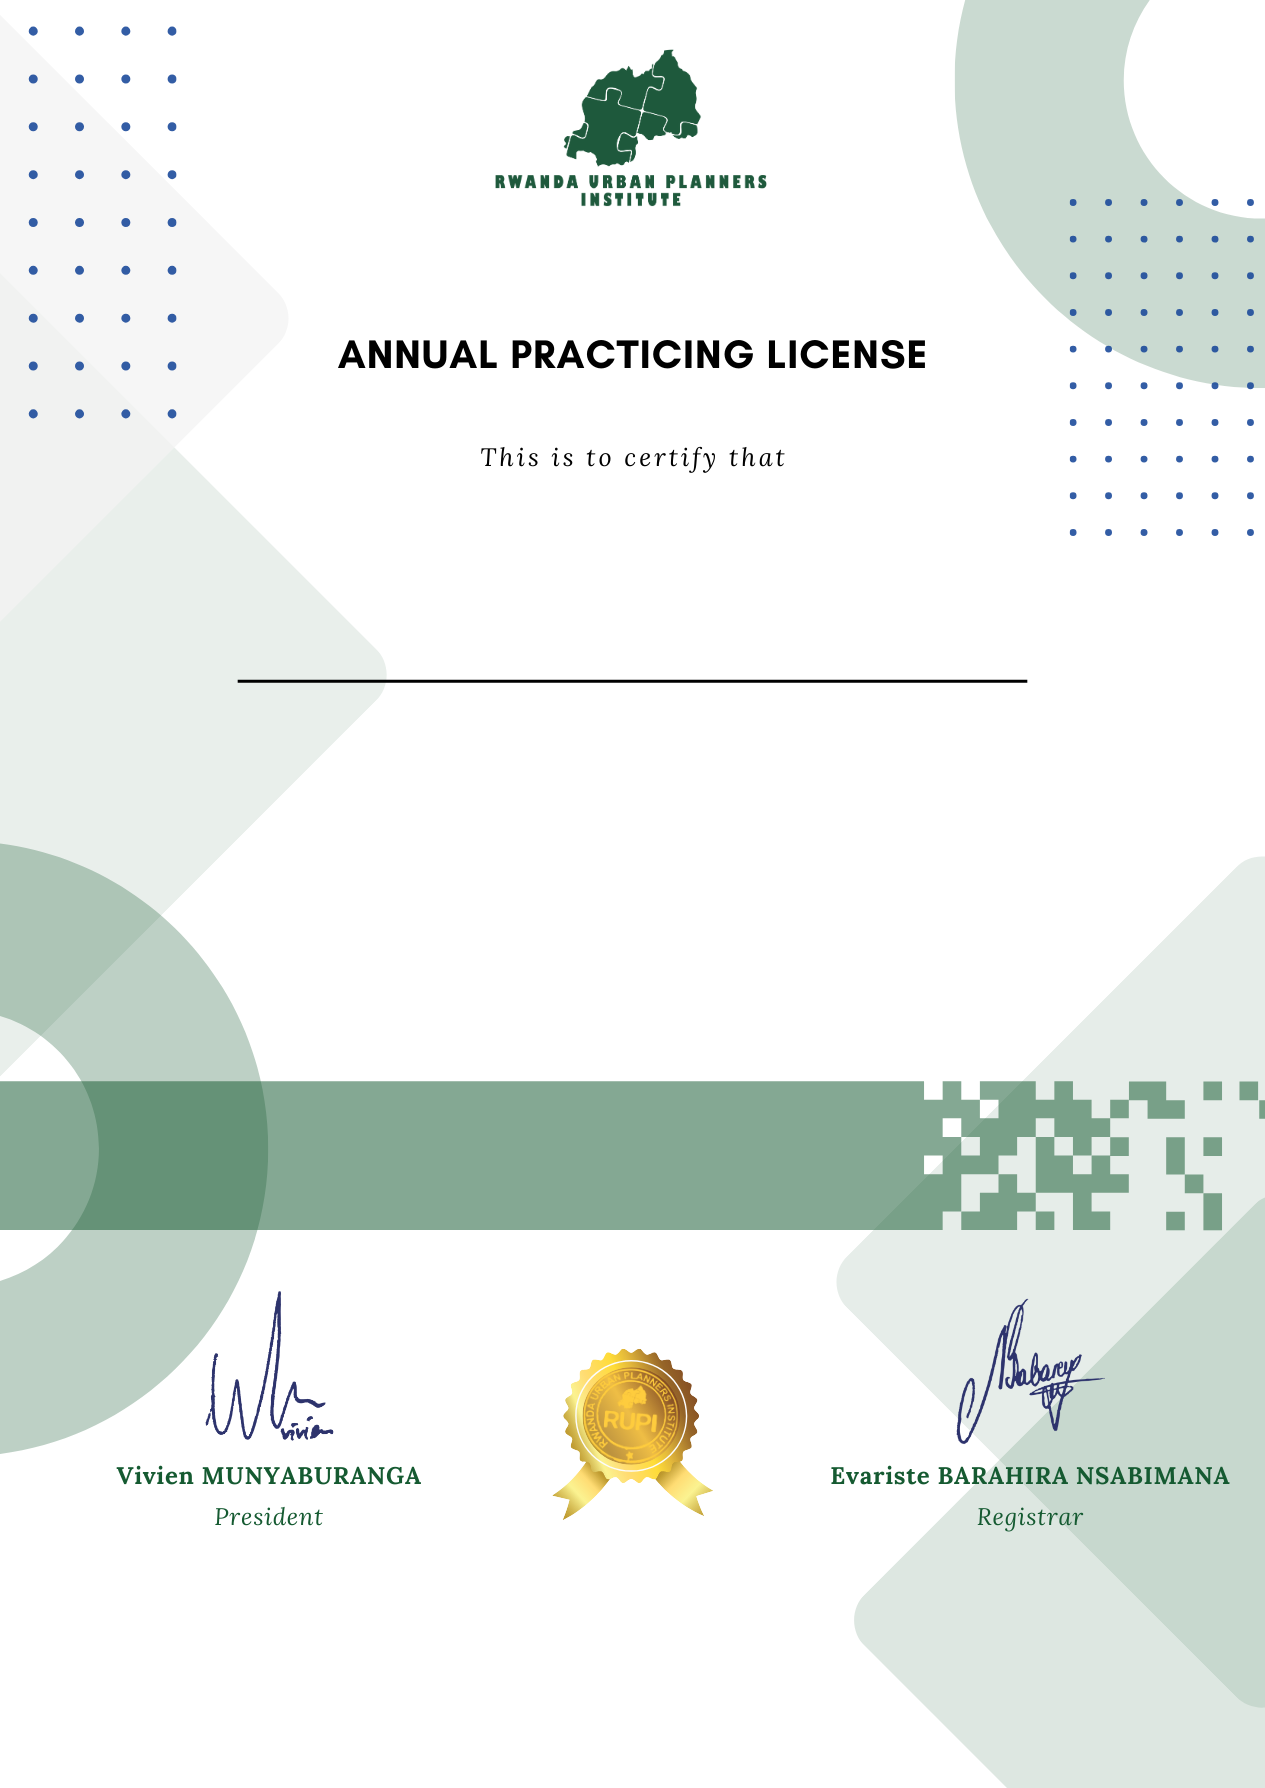 RWANDA URBAN PLANNERS
INSTITUTE
ANNUAL PRACTICING LICENSE
This is to certify that
vivien
RWANDA URBAN PLANNERS INSTITUTE
RUPI
Vivien MUNYABURANGA
Evariste BARAHIRA NSABIMANA
President
Registrar